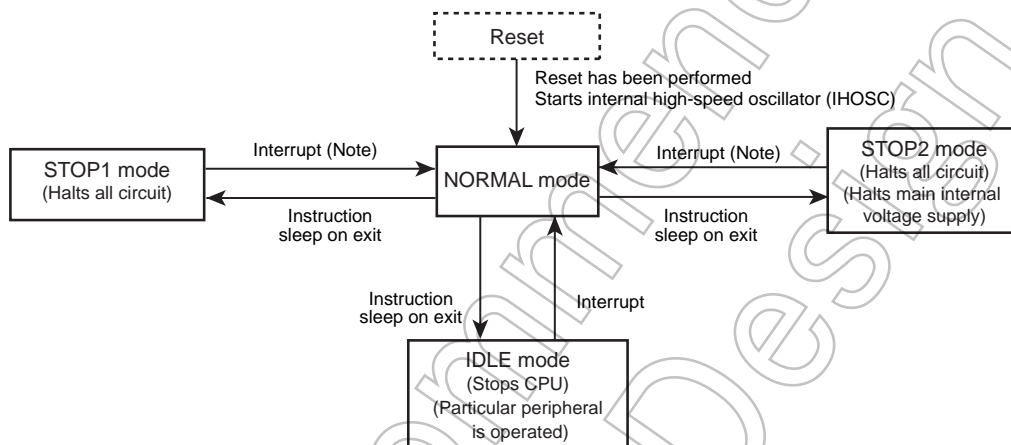 Reset
Reset has been performed
Starts internal high-speed oscillator (IHOSC)
STOP1 mode
(Halts all circuit)
Interrupt (Note)
Instruction
sleep on exit
NORMAL mode
Interrupt (Note)
Instruction
sleep on exit
STOP2 mode
(Halts all circuit)
(Halts main internal
voltage supply)
Instruction
sleep on exit
Interrupt
IDLE mode
(Stops CPU)
(Particular peripheral
is operated)
Design